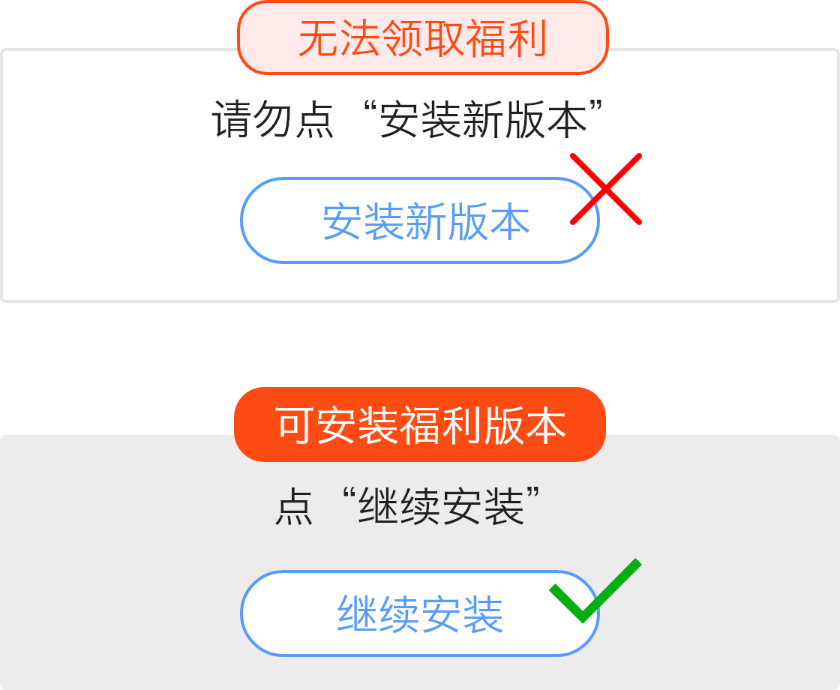 无法领取福利
请勿点“安装新版本”
安装新版本
可安装福利版本
点“继续安装”
继续安装